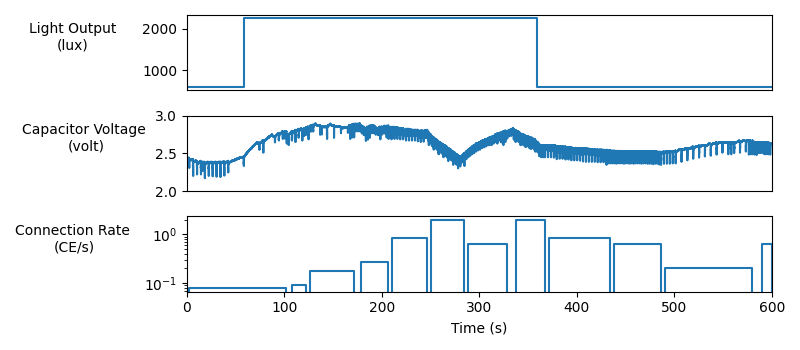 Light Output
(lux)
2000
1000
Capacitor Voltage
(volt)
3.0
2.5
2.0
Connection Rate
(CE/s)
10⁰
10⁻¹
0 100 200 300 400 500 600
Time (s)